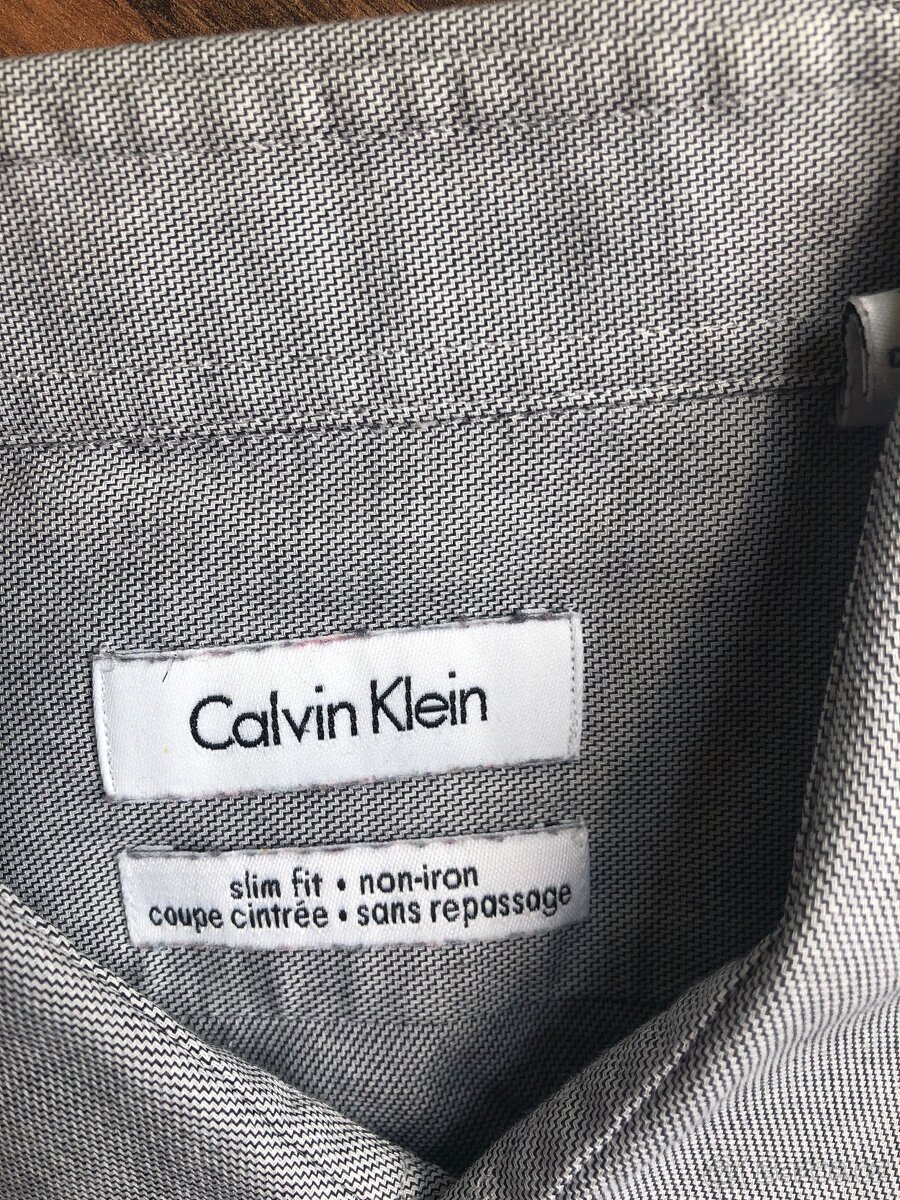 Calvin Klein
slim fit • non-iron
coupe cintrée • sans repassage